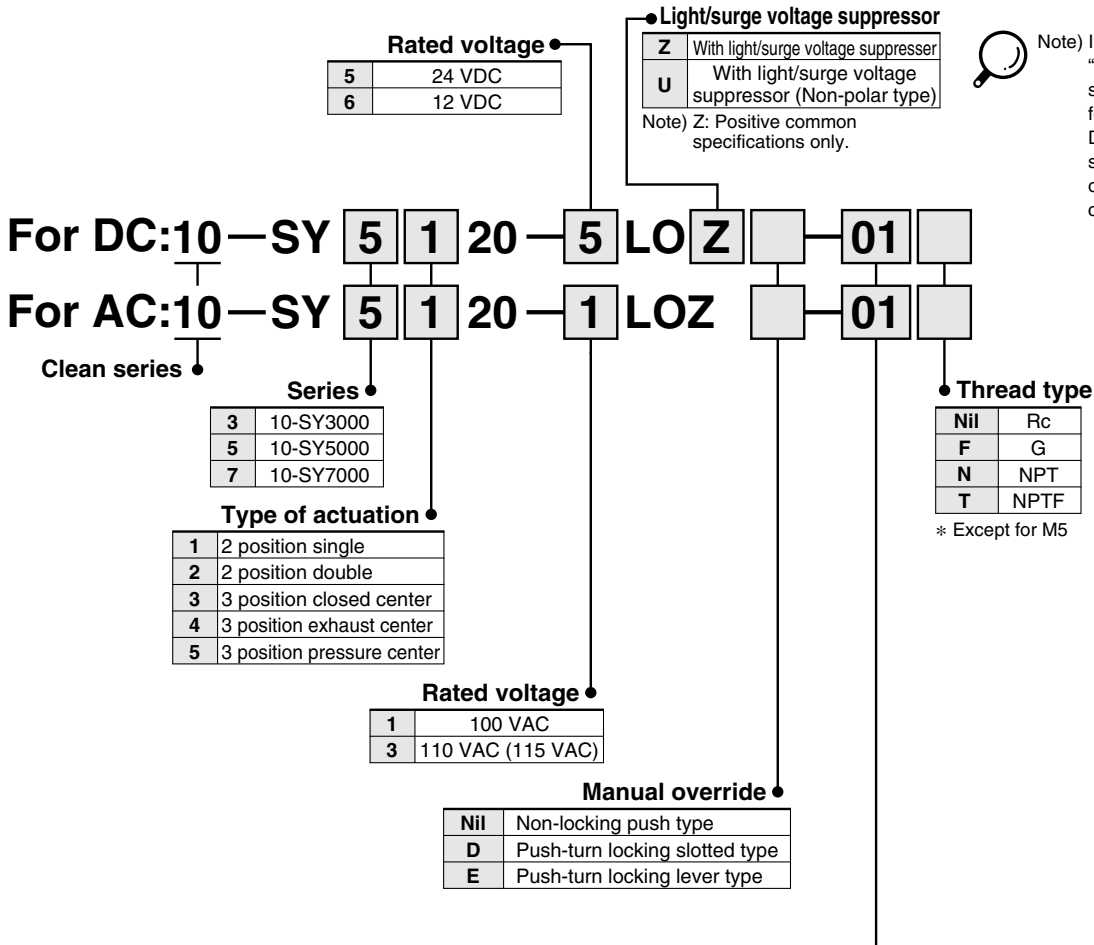 Light/surge voltage suppressor
Z With light/surge voltage suppresser
U With light/surge voltage
suppressor (Non-polar type)
Note) Z: Positive common
specifications only.
Rated voltage
5 24 VDC
6 12 VDC
Note)
For DC:10—SY 5 1 20—5 LO Z —01
For AC:10—SY 5 1 20—1 LOZ —01
Clean series
Series
3 10-SY3000
5 10-SY5000
7 10-SY7000
Thread type
Nil Rc
F G
N NPT
T NPTF
* Except for M5
Type of actuation
1 2 position single
2 2 position double
3 3 position closed center
4 3 position exhaust center
5 3 position pressure center
Rated voltage
1 100 VAC
3 110 VAC (115 VAC)
Manual override
Nil Non-locking push type
D Push-turn locking slotted type
E Push-turn locking lever type